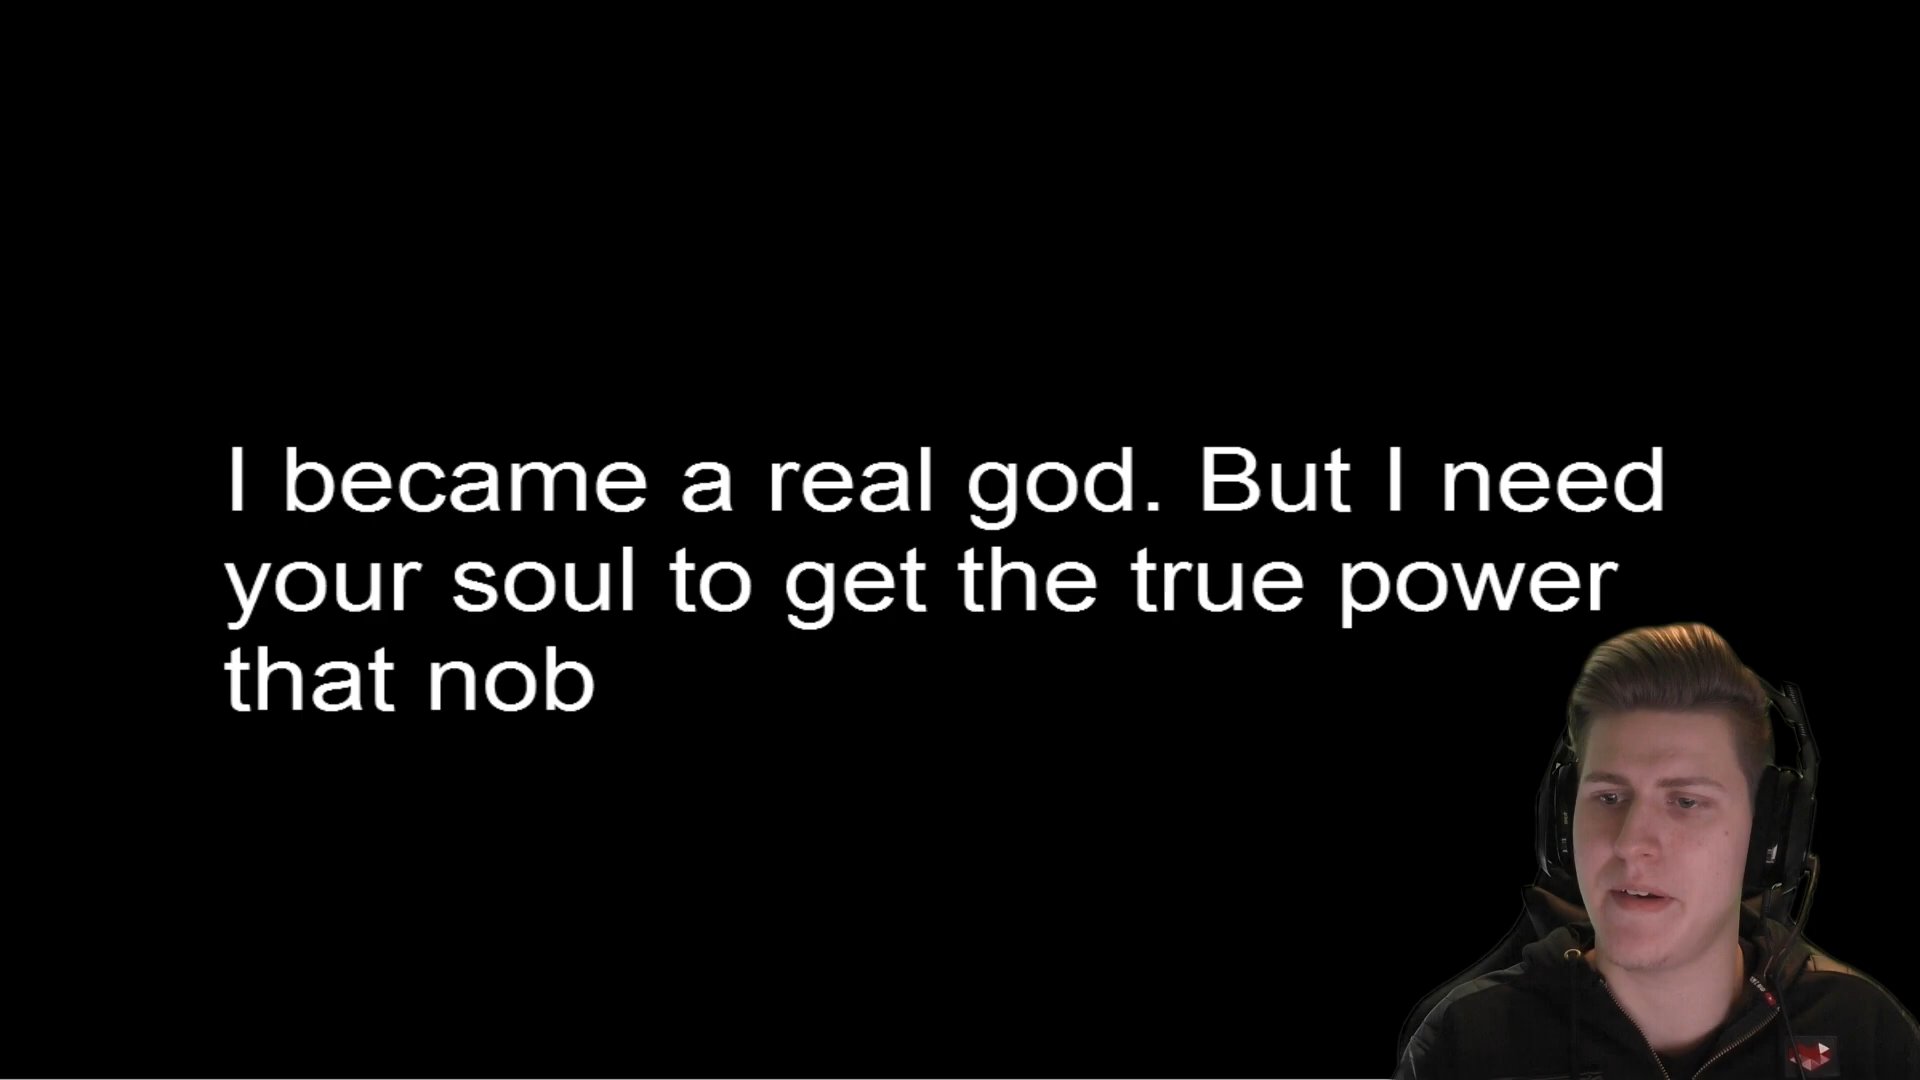 I became a real god. But I need
your soul to get the true power
that nob